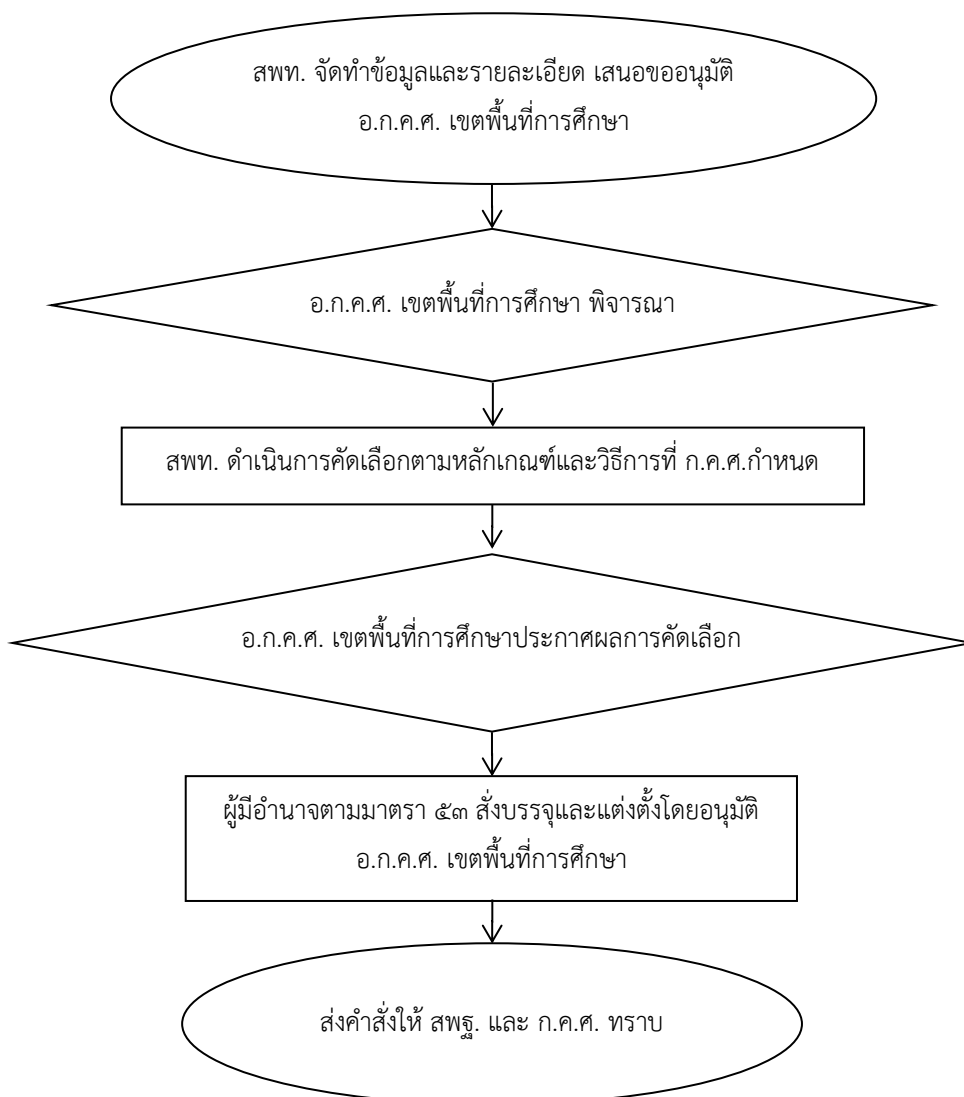 สพท. จัดทำข้อมูลและรายละเอียด เสนอขออนุมัติ
อ.ก.ค.ศ. เขตพื้นที่การศึกษา
อ.ก.ค.ศ. เขตพื้นที่การศึกษา พิจารณา
สพท. ดำเนินการคัดเลือกตามหลักเกณฑ์และวิธีการที่ ก.ค.ศ.กำหนด
อ.ก.ค.ศ. เขตพื้นที่การศึกษาประกาศผลการคัดเลือก
ผู้มีอำนาจตามมาตรา ๕๓ สั่งบรรจุและแต่งตั้งโดยอนุมัติ
อ.ก.ค.ศ. เขตพื้นที่การศึกษา
ส่งคำสั่งให้ สพฐ. และ ก.ค.ศ. ทราบ